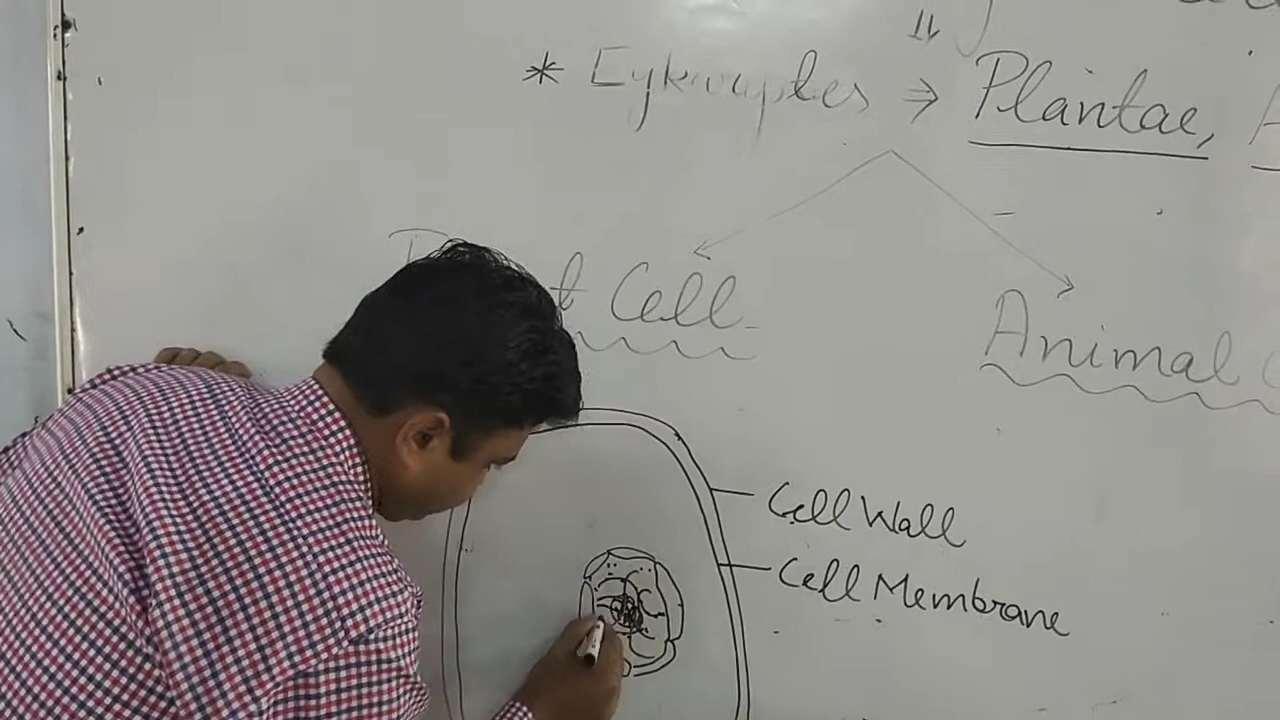 * Eykaryotes ⇒ Plantae,
Cell
Animal
Cell Wall
Cell Membrane